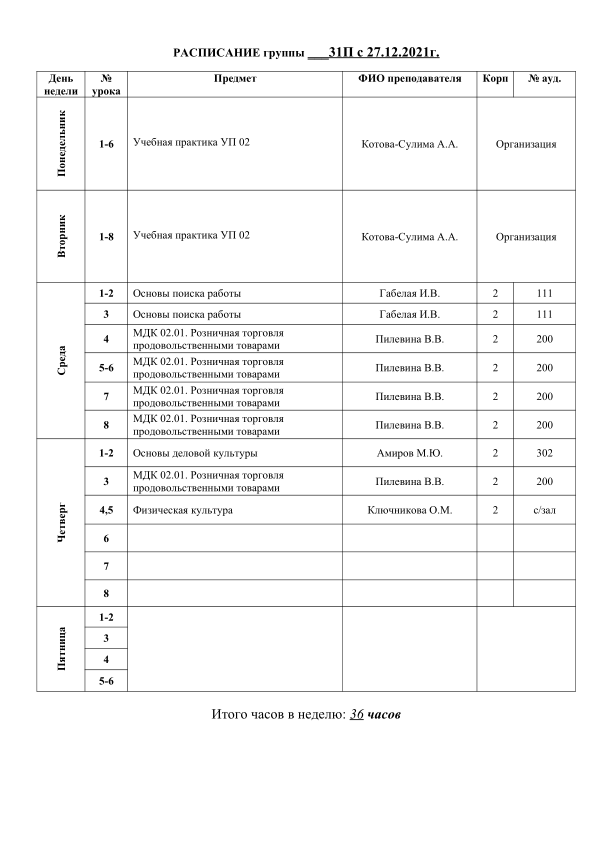 РАСПИСАНИЕ группы ___31П с 27.12.2021г.
День недели № урока Предмет ФИО преподавателя Корп № ауд.
Понедельник 1-6 Учебная практика УП 02 Котова-Сулима А.А. Организация
Вторник 1-8 Учебная практика УП 02 Котова-Сулима А.А. Организация
Среда 1-2 Основы поиска работы Габелая И.В. 2 111
3 Основы поиска работы Габелая И.В. 2 111
4 МДК 02.01. Розничная торговля продовольственными товарами Пилевина В.В. 2 200
5-6 МДК 02.01. Розничная торговля продовольственными товарами Пилевина В.В. 2 200
7 МДК 02.01. Розничная торговля продовольственными товарами Пилевина В.В. 2 200
8 МДК 02.01. Розничная торговля продовольственными товарами Пилевина В.В. 2 200
Четверг 1-2 Основы деловой культуры Амиров М.Ю. 2 302
3 МДК 02.01. Розничная торговля продовольственными товарами Пилевина В.В. 2 200
4,5 Физическая культура Ключникова О.М. 2 с/зал
6
7
8
Пятница 1-2
3
4
5-6
Итого часов в неделю: 36 часов